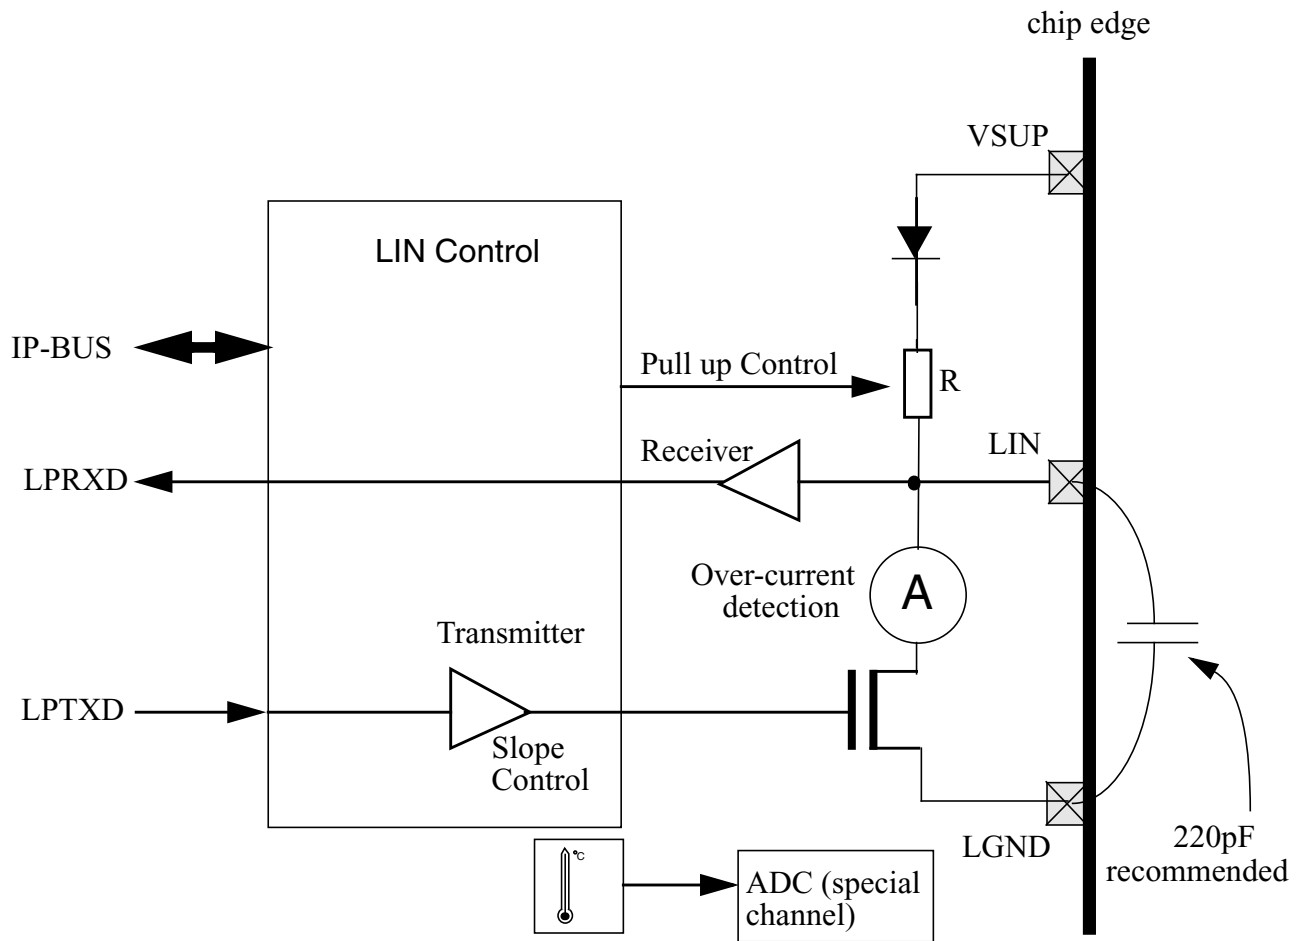 chip edge
VSUP
LIN Control
IP-BUS
Pull up Control
R
LIN
Receiver
LPRXD
Over-current
detection
A
Transmitter
LPTXD
Slope
Control
LGND
220pF
recommended
°C
ADC (special
channel)